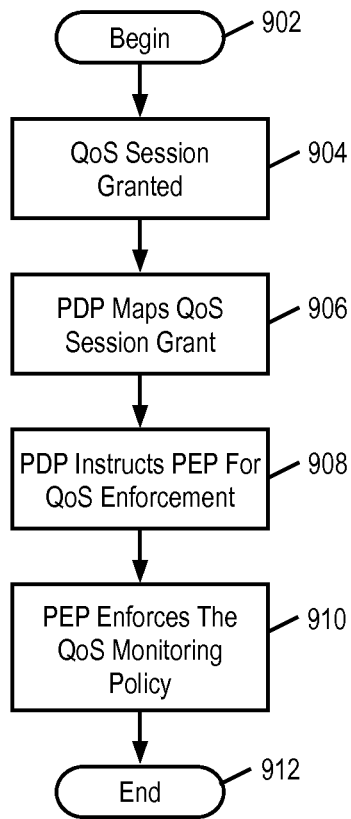 Begin
902
QoS Session
Granted
904
PDP Maps QoS
Session Grant
906
PDP Instructs PEP For
QoS Enforcement
908
PEP Enforces The
QoS Monitoring
Policy
910
End
912